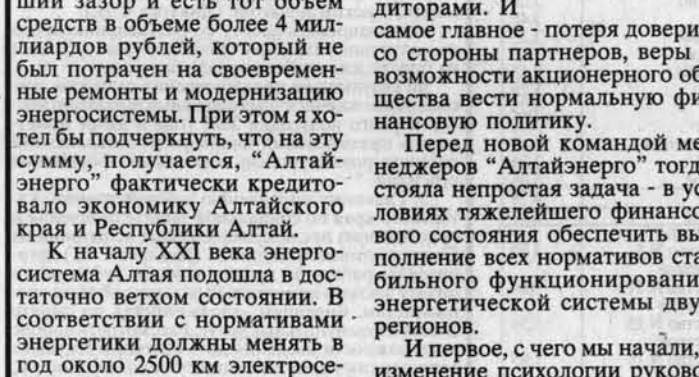 ший зазор и есть тот объем
средств в объеме более 4 мил-
лиардов рублей, который не
был потрачен на своевремен-
ные ремонты и модернизацию
энергосистемы. При этом я хо-
тел бы подчеркнуть, что на эту
сумму, получается, “Алтай-
энерго” фактически кредито-
вало экономику Алтайского
края и Республики Алтай.
К началу XXI века энерго-
система Алтая подошла в дос-
таточно ветхом состоянии. В
соответствии с нормативами
энергетики должны менять в
год около 2500 км электросе-
диторами. И
самое главное - потеря довери
со стороны партнеров, веры
возможности акционерного об
щества вести нормальную фи
нансовую политику.
Перед новой командой ме
неджеров “Алтайэнерго” тогд
стояла непростая задача - в ус
ловиях тяжелейшего финансо
вого состояния обеспечить вы
полнение всех нормативов ста
бильного функционировани
энергетической системы дву
регионов.
И первое, с чего мы начали,
изменение психологии руково